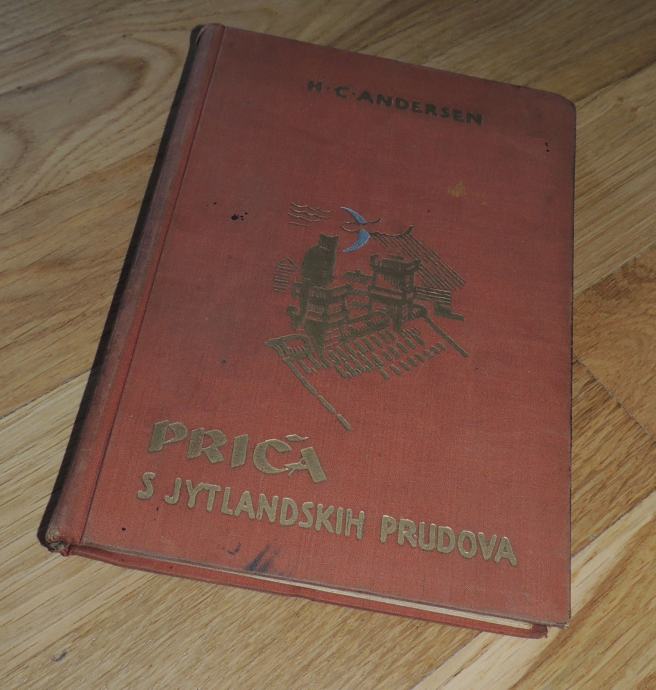 H·C·ANDERSEN
PRIČA
S JYTLANDSKIH PRUDOVA